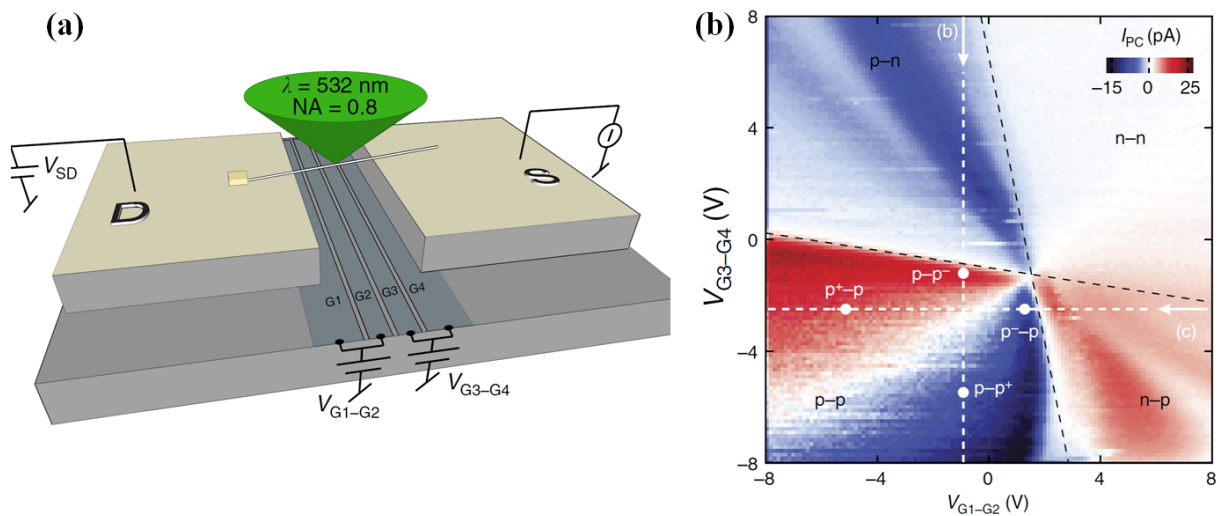 (a)
λ = 532 nm
NA = 0.8
V_SD
D
S
I
G1 G2 G3 G4
V_G1–G2
V_G3–G4
(b)
I_PC (pA)
−15 0 25
(b)
p–n
n–n
p–p⁻
p⁺–p
p⁻–p
(c)
p–p⁺
p–p
n–p
V_G3–G4 (V)
8
4
0
−4
−8
−8 −4 0 4 8
V_G1–G2 (V)